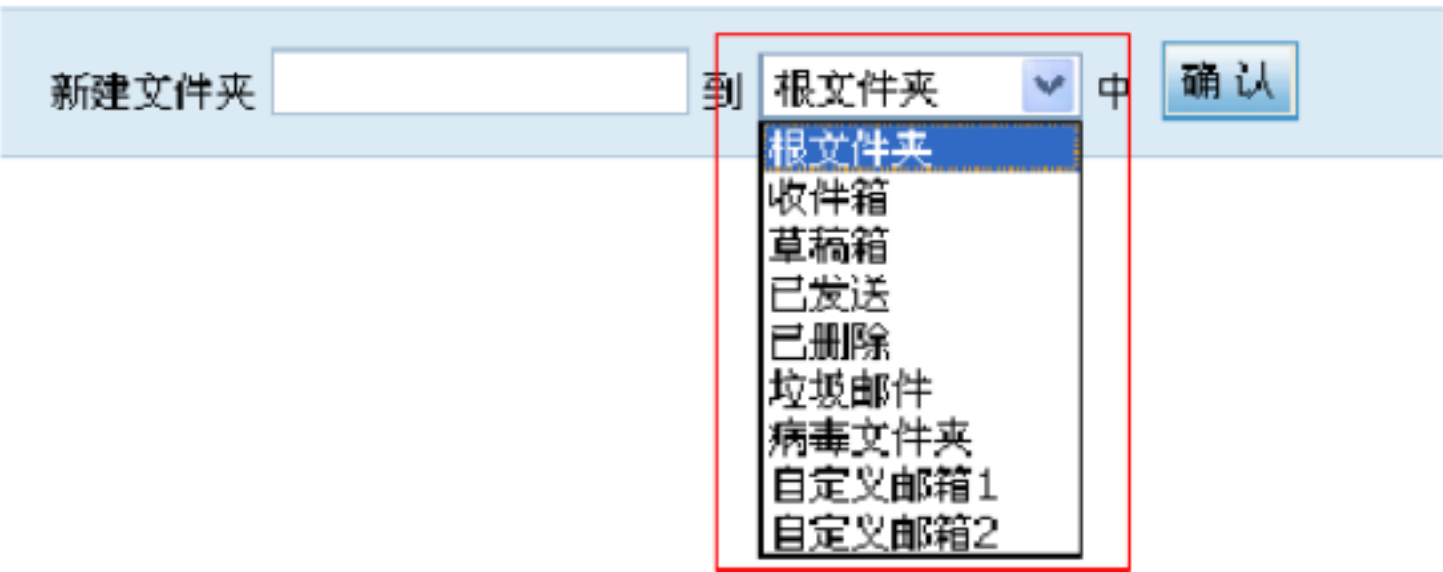 新建文件夹 到 根文件夹 中 确认
根文件夹
收件箱
草稿箱
已发送
已删除
垃圾邮件
病毒文件夹
自定义邮箱1
自定义邮箱2